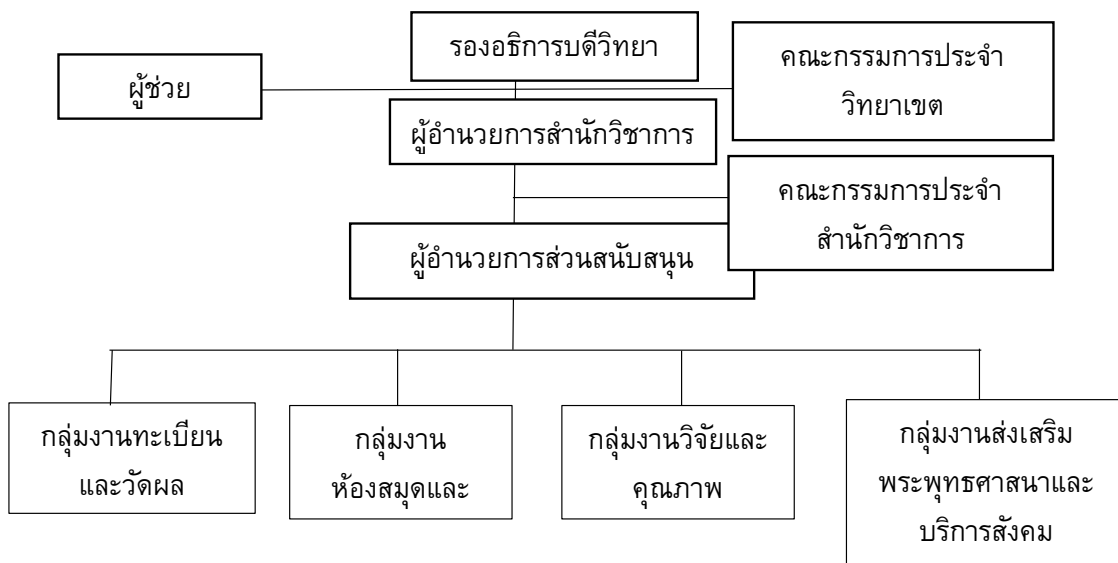 รองอธิการบดีวิทยา
ผู้ช่วย
คณะกรรมการประจำ
วิทยาเขต
ผู้อำนวยการสำนักวิชาการ
คณะกรรมการประจำ
สำนักวิชาการ
ผู้อำนวยการส่วนสนับสนุน
กลุ่มงานทะเบียน
และวัดผล
กลุ่มงาน
ห้องสมุดและ
กลุ่มงานวิจัยและ
คุณภาพ
กลุ่มงานส่งเสริม
พระพุทธศาสนาและ
บริการสังคม